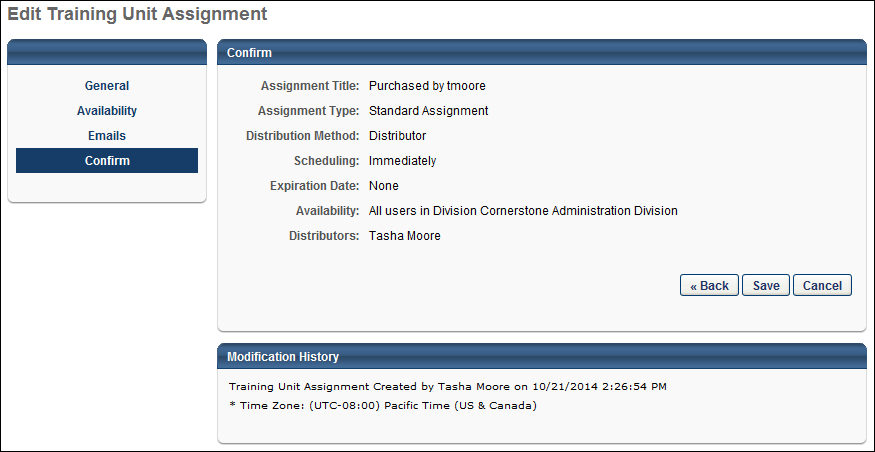 Edit Training Unit Assignment
General
Availability
Emails
Confirm
Confirm
Assignment Title: Purchased by tmoore
Assignment Type: Standard Assignment
Distribution Method: Distributor
Scheduling: Immediately
Expiration Date: None
Availability: All users in Division Cornerstone Administration Division
Distributors: Tasha Moore
« Back Save Cancel
Modification History
Training Unit Assignment Created by Tasha Moore on 10/21/2014 2:26:54 PM
* Time Zone: (UTC-08:00) Pacific Time (US & Canada)